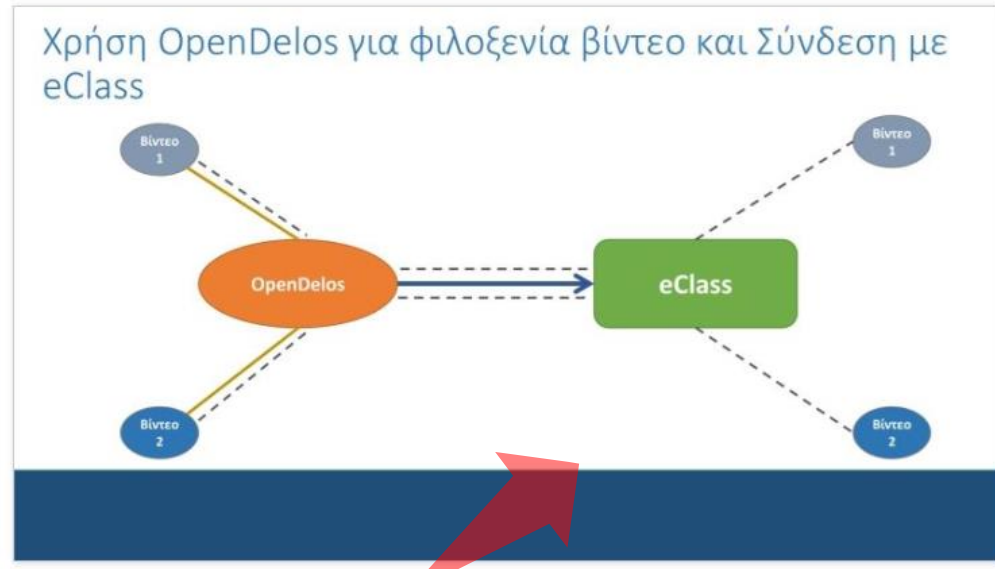 Χρήση OpenDelos για φιλοξενία βίντεο και Σύνδεση με
eClass
Βίντεο
1
Βίντεο
1
OpenDelos
eClass
Βίντεο
2
Βίντεο
2